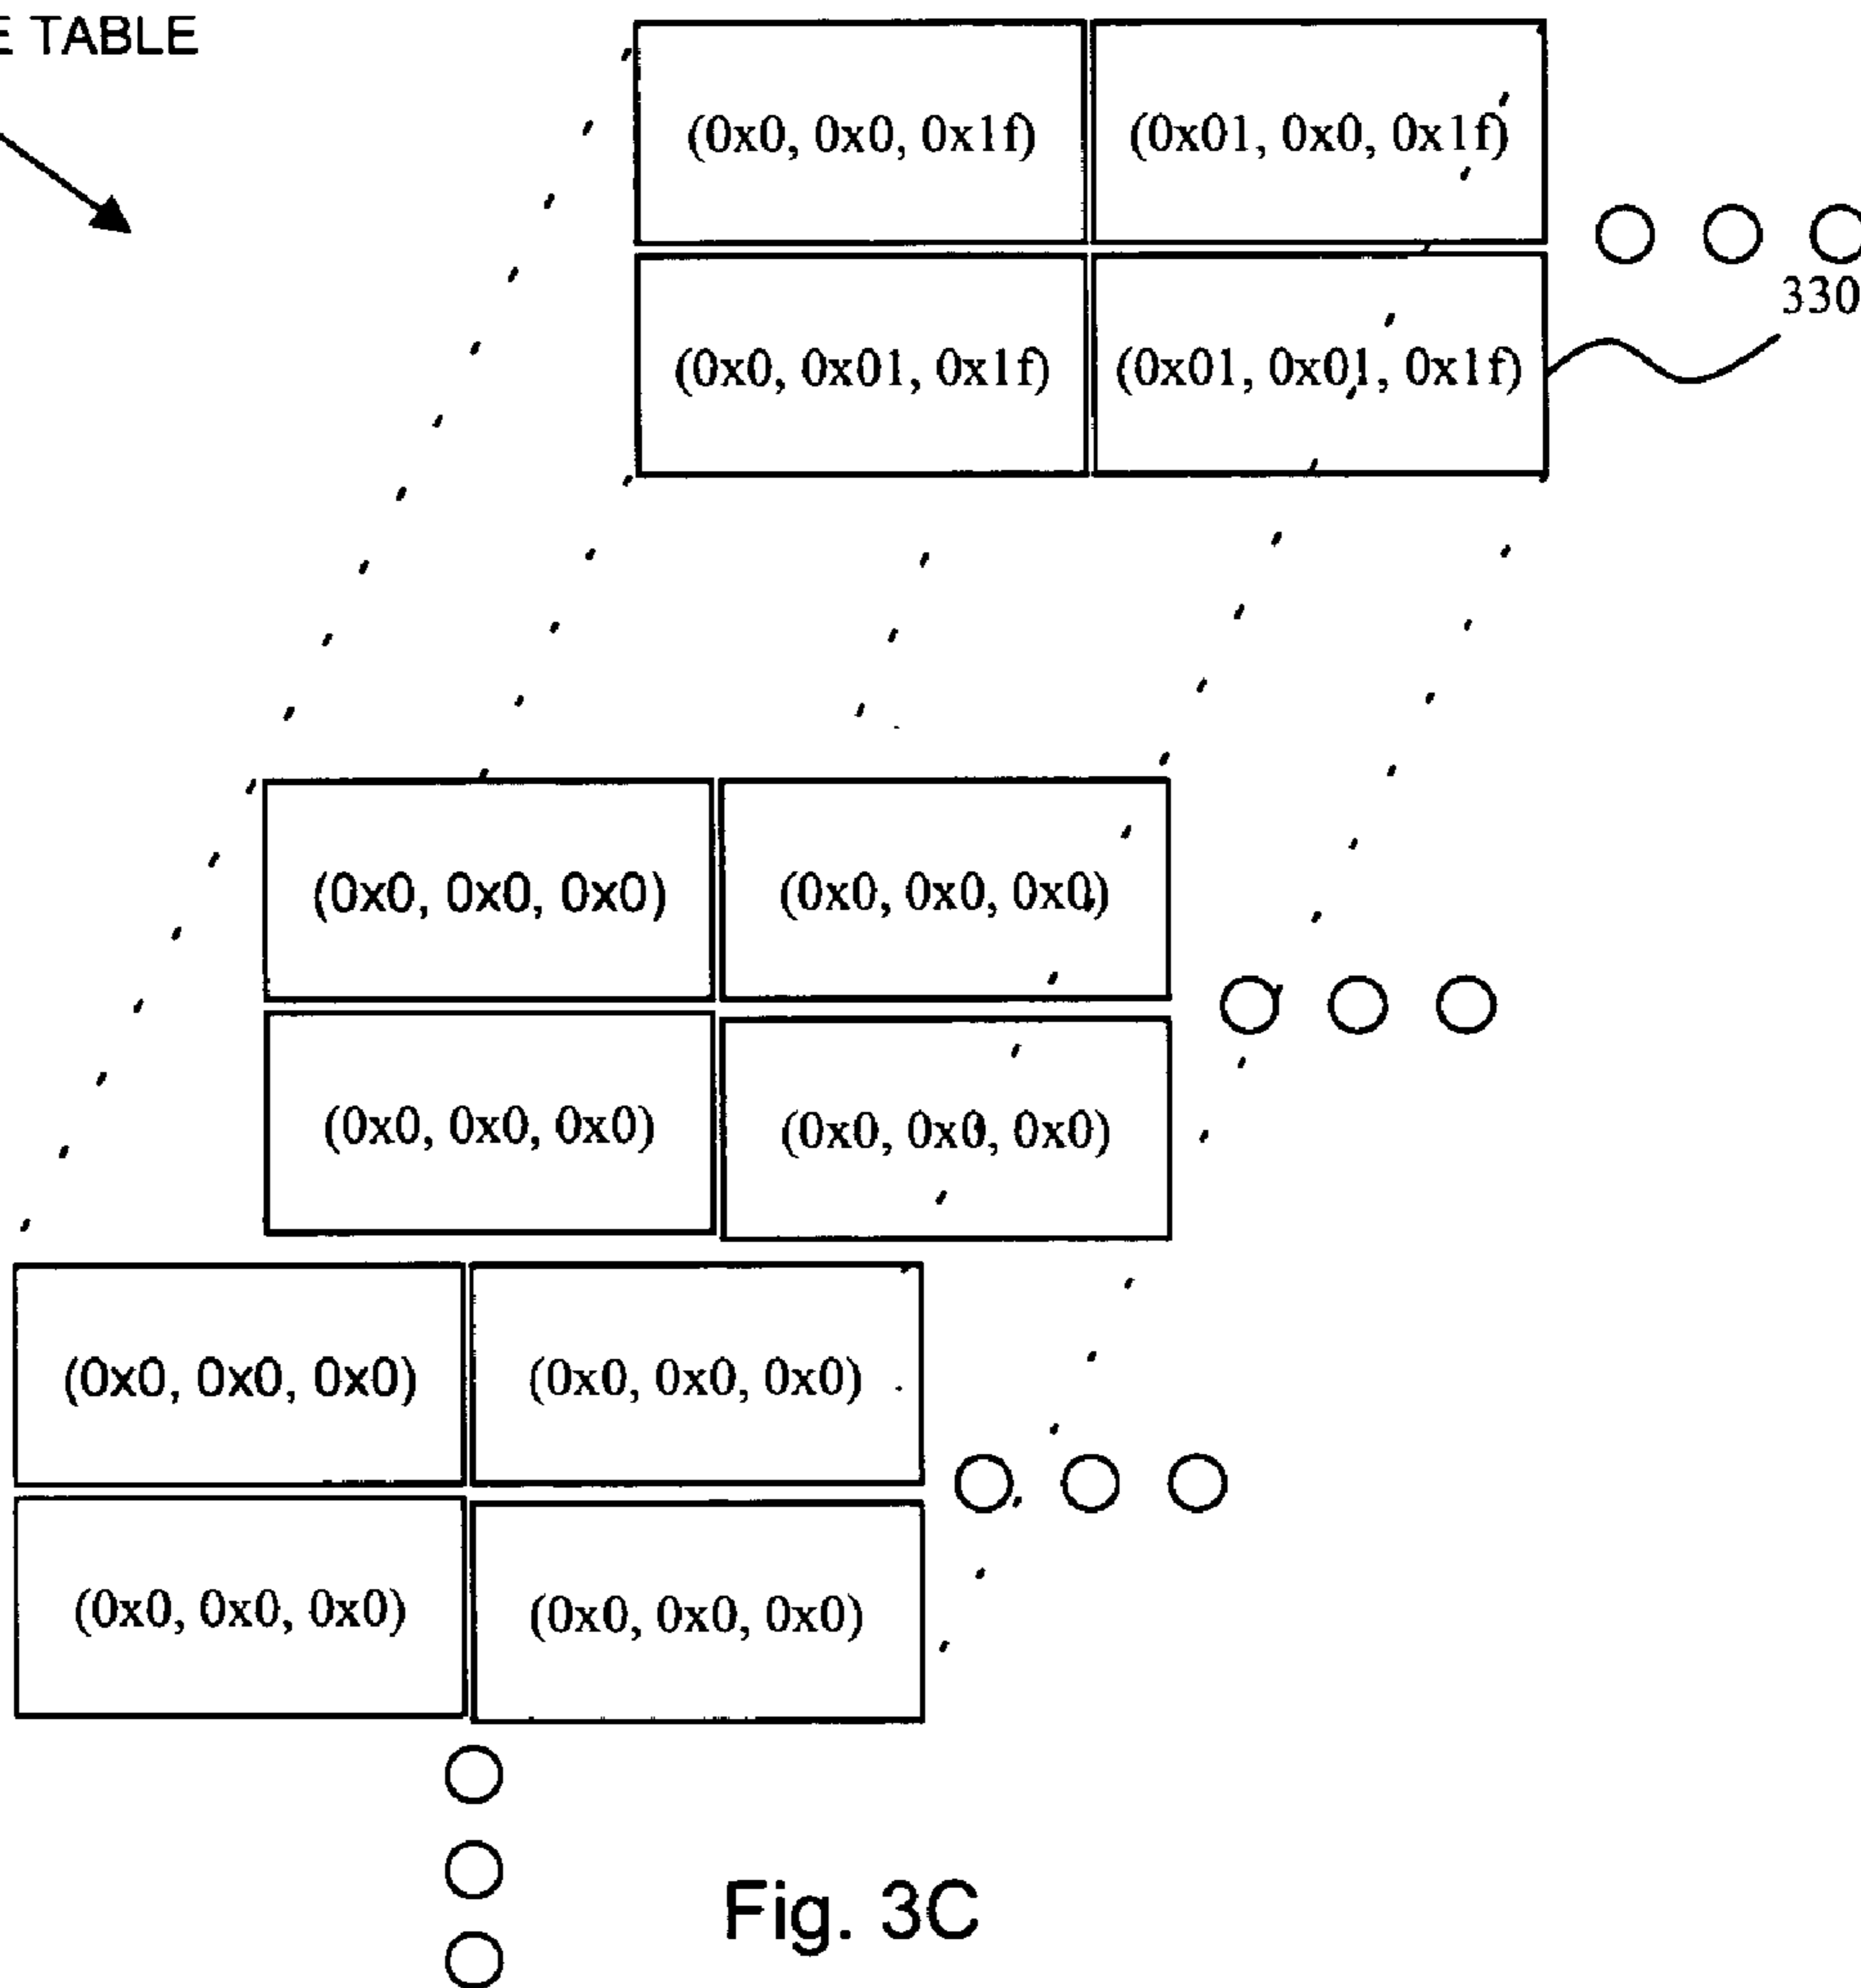 E TABLE
(0x0, 0x0, 0x1f) (0x01, 0x0, 0x1f)
330
(0x0, 0x01, 0x1f) (0x01, 0x01, 0x1f)
(0x0, 0x0, 0x0) (0x0, 0x0, 0x0)
(0x0, 0x0, 0x0) (0x0, 0x0, 0x0)
(0x0, 0x0, 0x0) (0x0, 0x0, 0x0)
(0x0, 0x0, 0x0) (0x0, 0x0, 0x0)
Fig. 3C